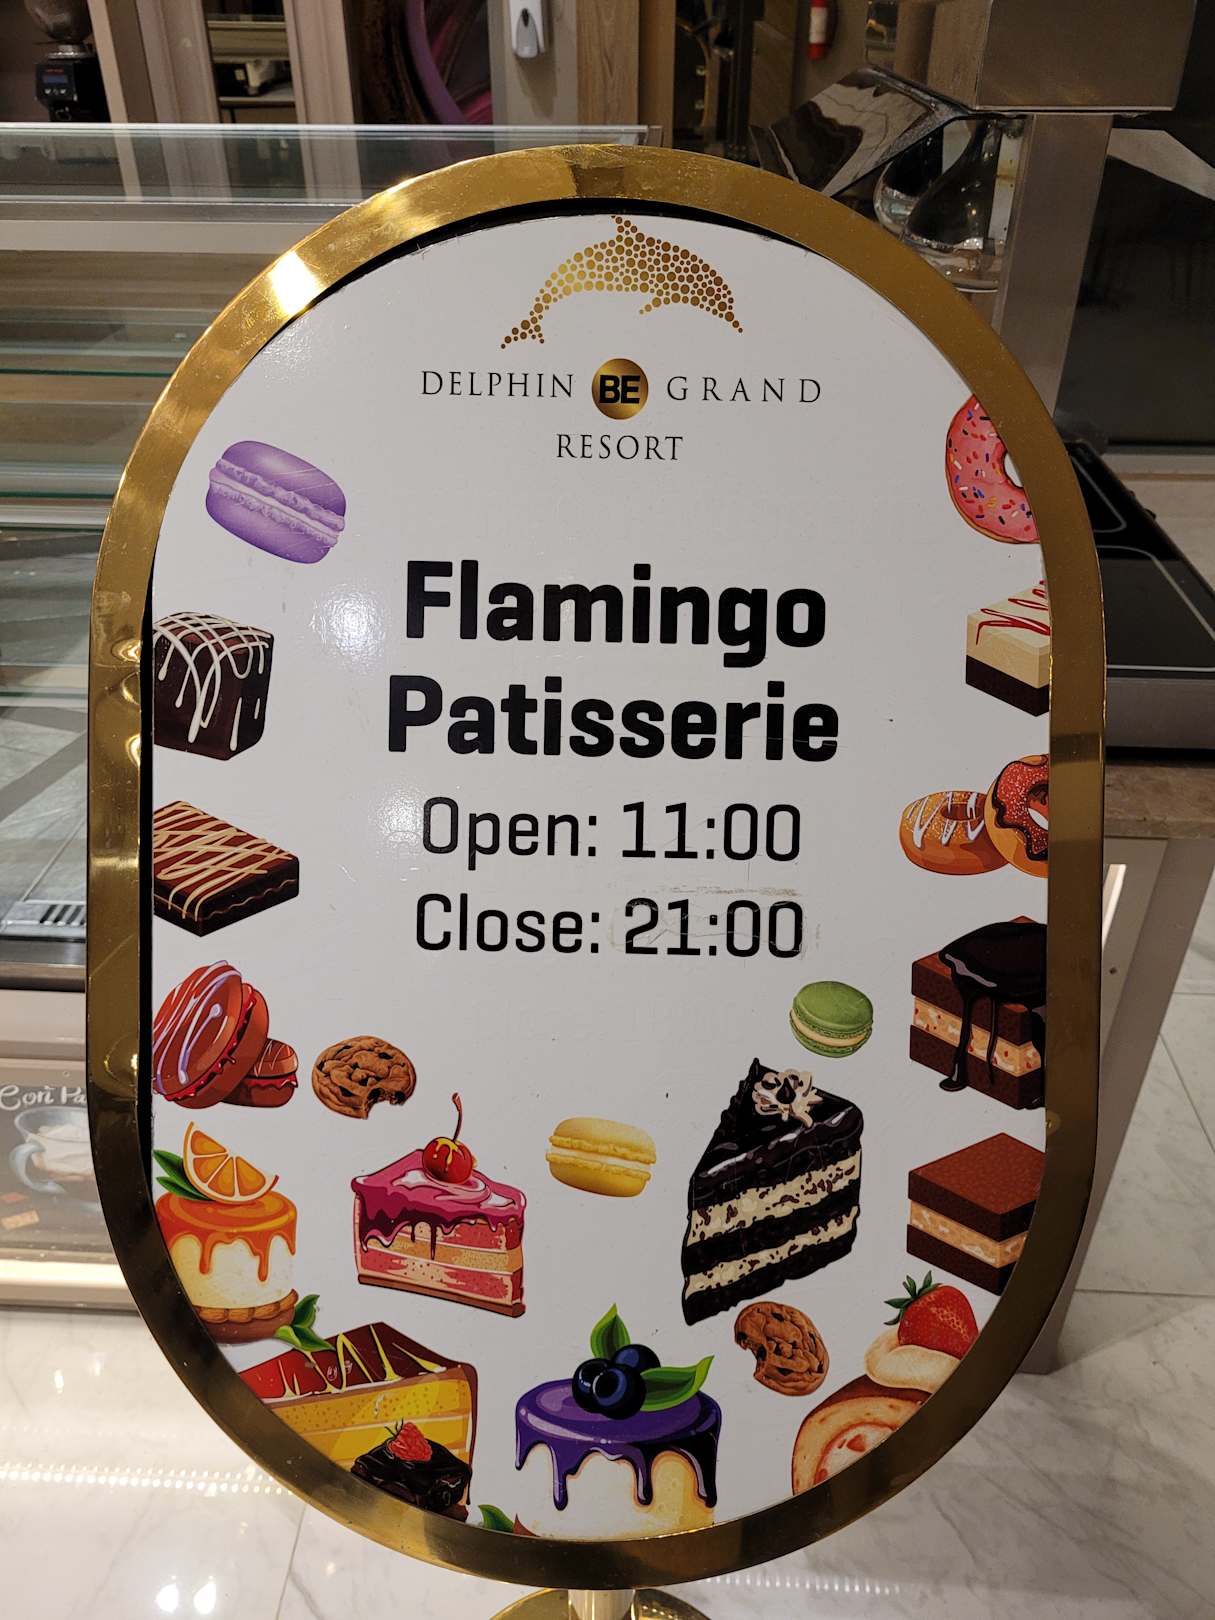 DELPHIN BE GRAND
RESORT
Flamingo
Patisserie
Open: 11:00
Close: 21:00